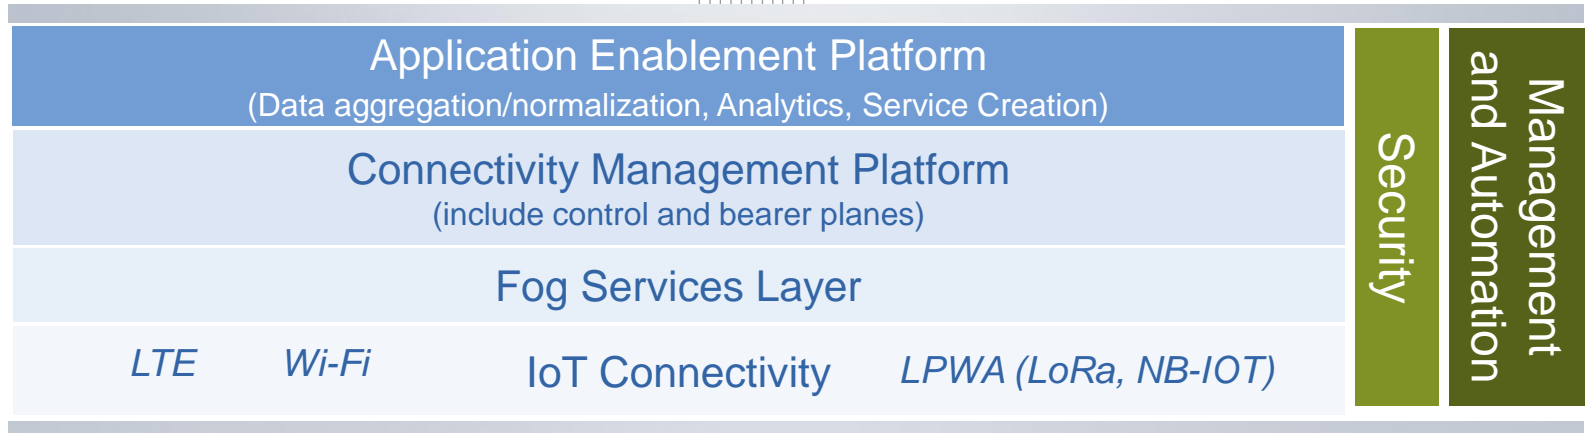 Application Enablement Platform
(Data aggregation/normalization, Analytics, Service Creation)
Connectivity Management Platform
(include control and bearer planes)
Fog Services Layer
LTE Wi-Fi IoT Connectivity LPWA (LoRa, NB-IOT)
Security
Management
and Automation